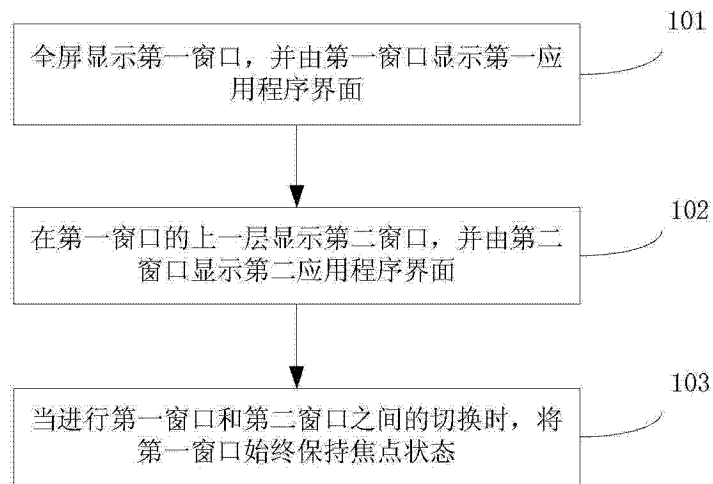 101
全屏显示第一窗口，并由第一窗口显示第一应
用程序界面
102
在第一窗口的上一层显示第二窗口，并由第二
窗口显示第二应用程序界面
103
当进行第一窗口和第二窗口之间的切换时，将
第一窗口始终保持焦点状态